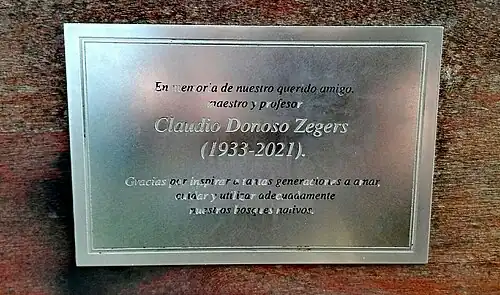 En memoria de nuestro querido amigo,
maestro y profesor
Claudio Donoso Zegers
(1933-2021).
Gracias por inspirar a tantas generaciones a amar,
cuidar y utilizar adecuadamente
nuestros bosques nativos.